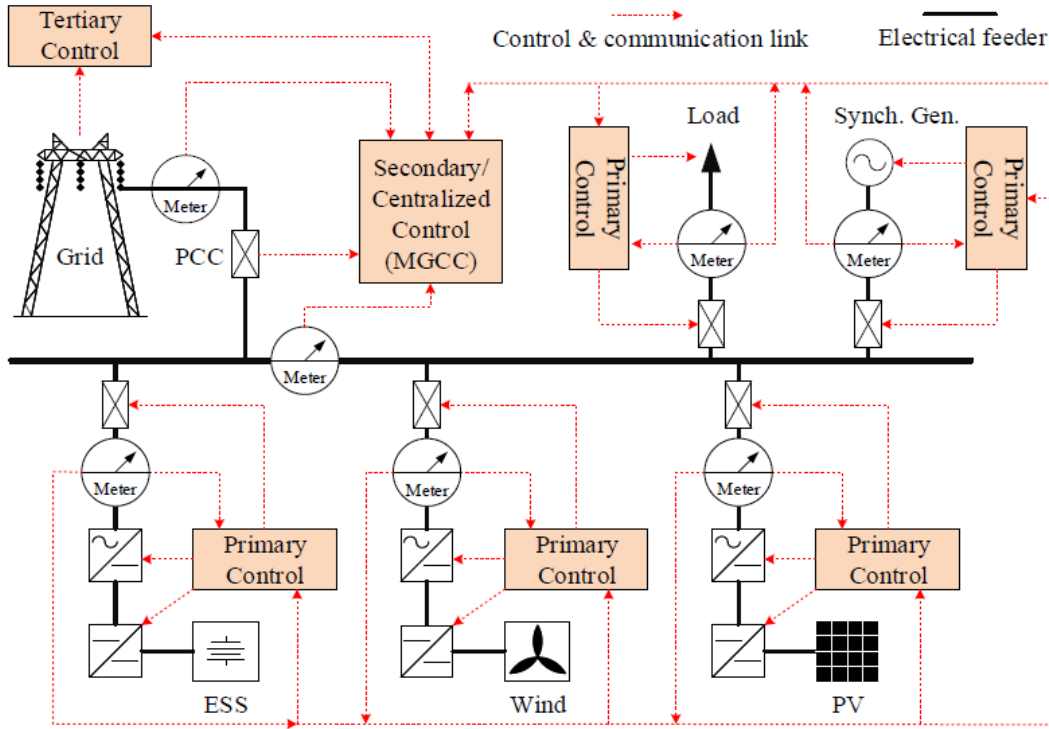 Tertiary
Control
Control & communication link
Electrical feeder
Load
Synch. Gen.
Secondary/
Centralized
Control
(MGCC)
Primary
Control
Primary
Control
Meter
Grid
PCC
Meter
Meter
Meter
Meter
Meter
Meter
Primary
Control
Primary
Control
Primary
Control
ESS
Wind
PV